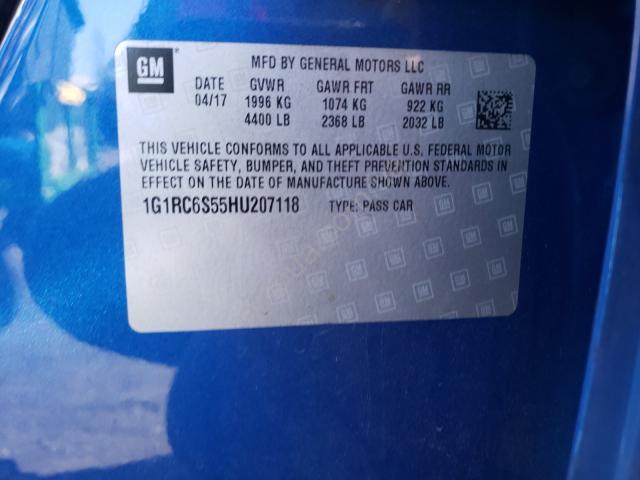 GM
MFD BY GENERAL MOTORS LLC
DATE GVWR GAWR FRT GAWR RR
04/17 1996 KG 1074 KG 922 KG
4400 LB 2368 LB 2032 LB
THIS VEHICLE CONFORMS TO ALL APPLICABLE U.S. FEDERAL MOTOR
VEHICLE SAFETY, BUMPER, AND THEFT PREVENTION STANDARDS IN
EFFECT ON THE DATE OF MANUFACTURE SHOWN ABOVE.
1G1RC6S55HU207118 TYPE: PASS CAR